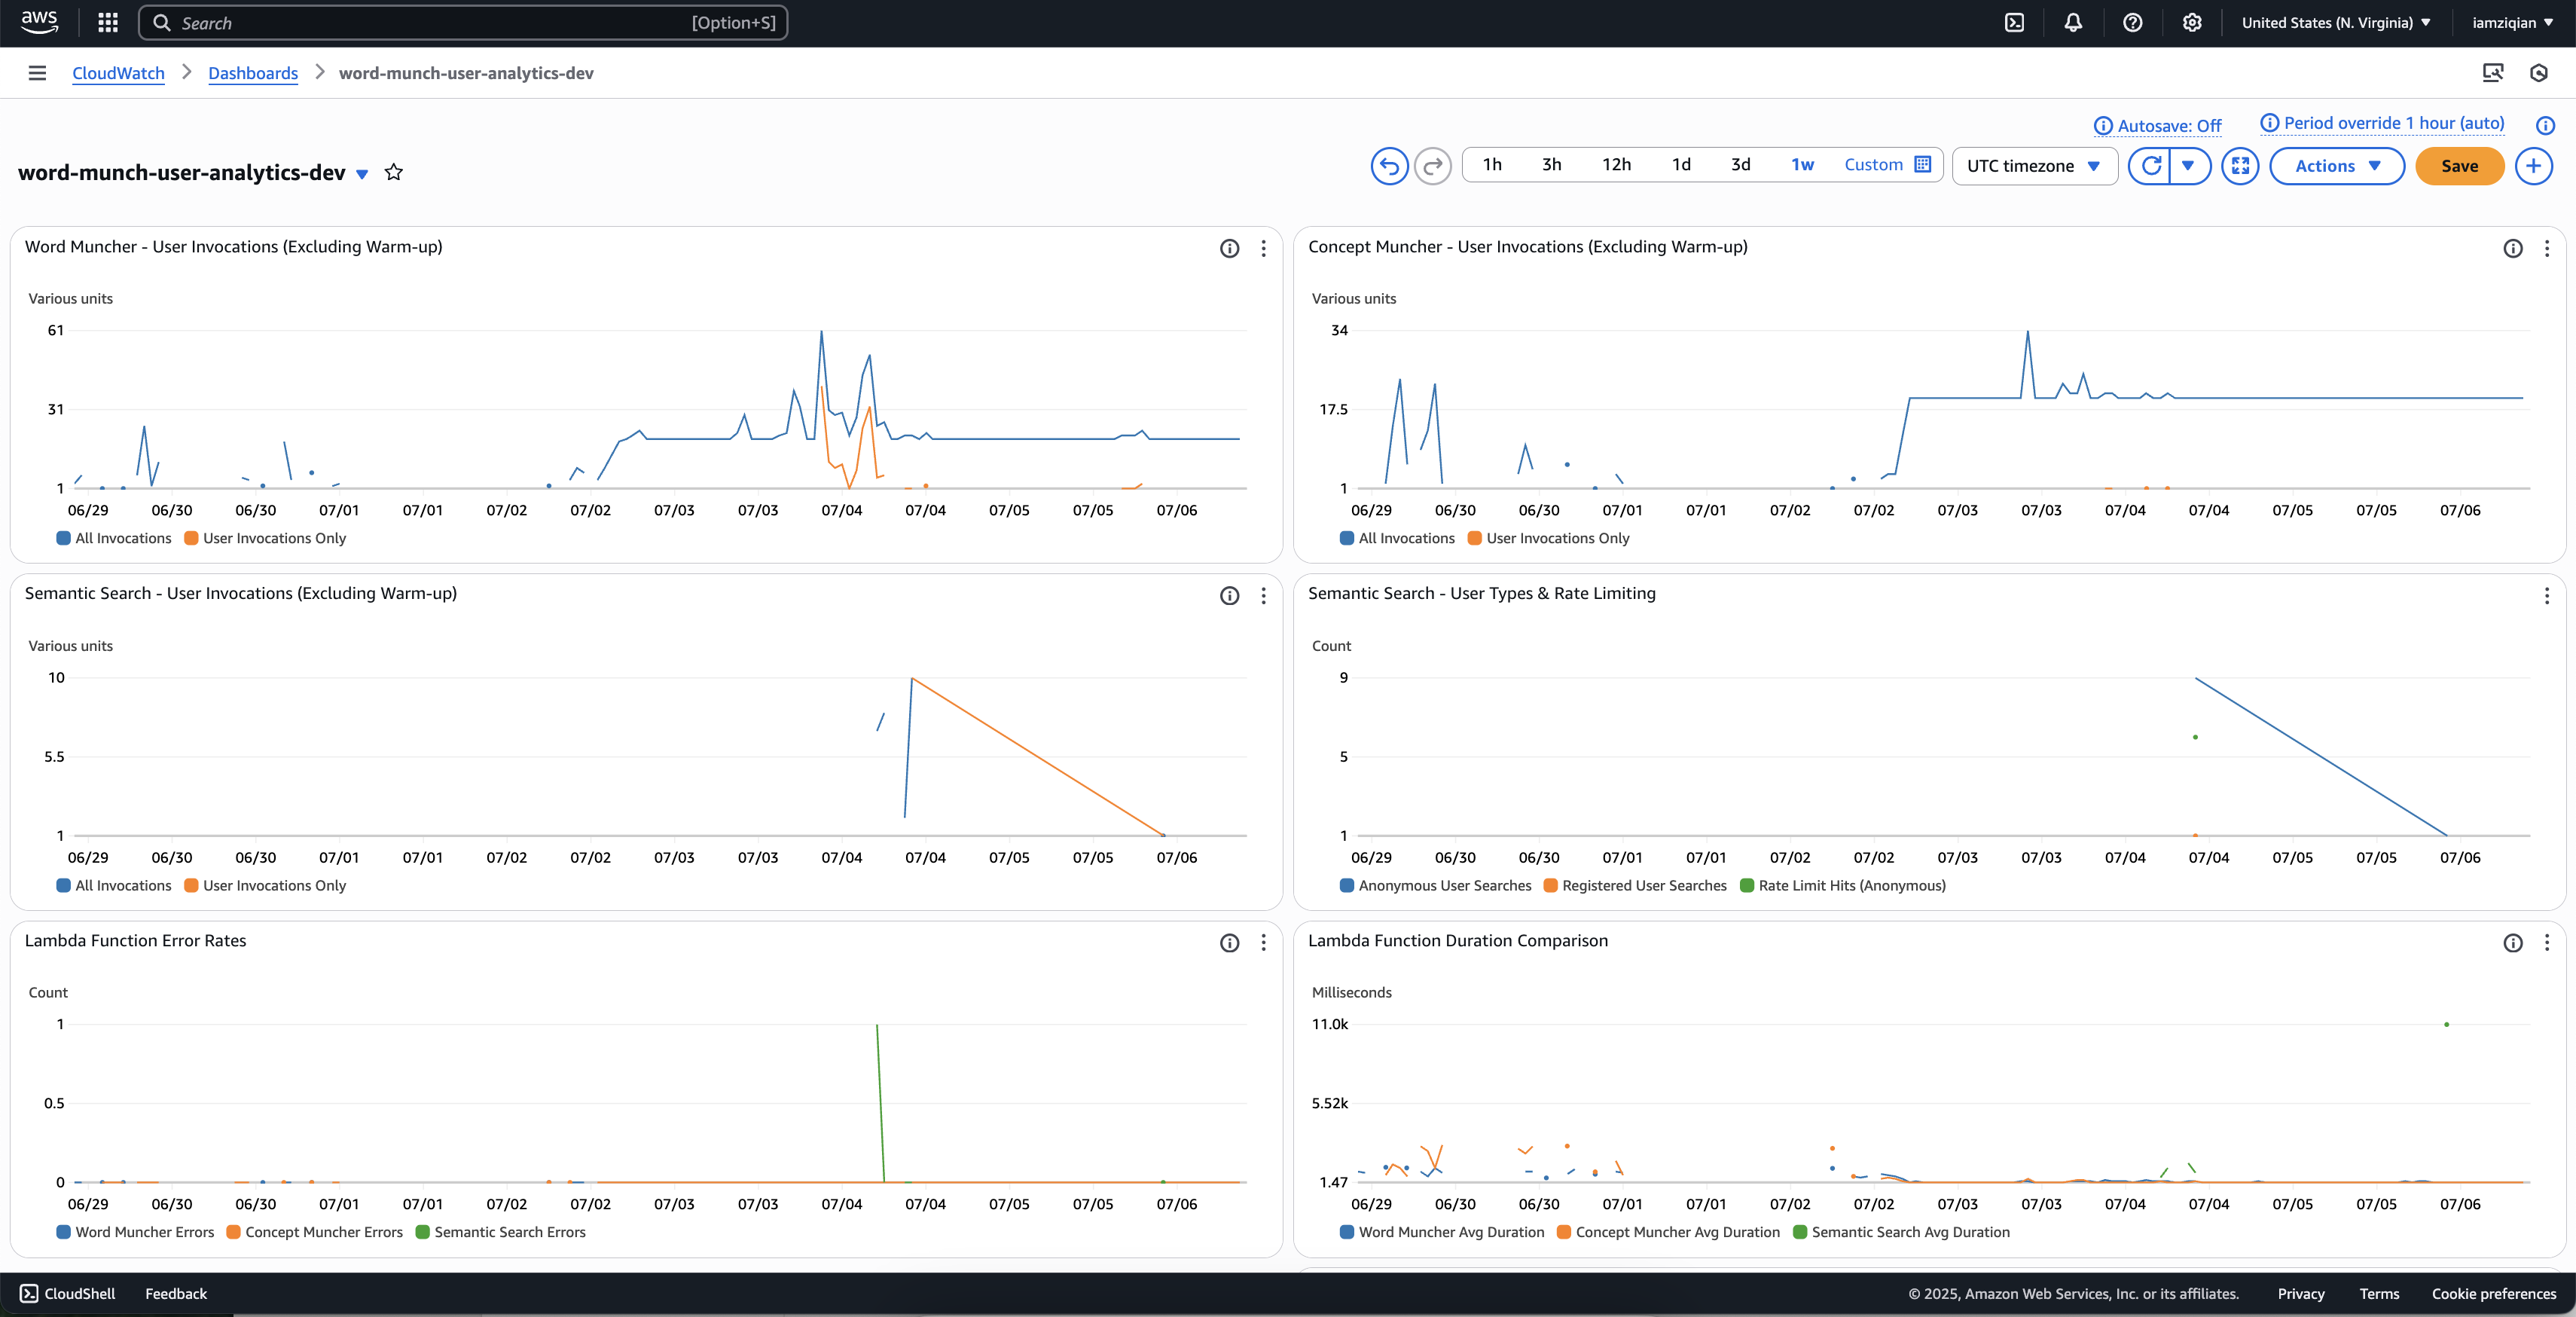 aws
Search [Option+S]
United States (N. Virginia)
iamziqian
CloudWatch
Dashboards
word-munch-user-analytics-dev
Autosave: Off
Period override 1 hour (auto)
word-munch-user-analytics-dev
1h 3h 12h 1d 3d 1w Custom
UTC timezone
Actions
Save
Word Muncher - User Invocations (Excluding Warm-up)
Various units
61
31
1
06/29 06/30 06/30 07/01 07/01 07/02 07/02 07/03 07/03 07/04 07/04 07/05 07/05 07/06
All Invocations User Invocations Only
Concept Muncher - User Invocations (Excluding Warm-up)
Various units
34
17.5
1
06/29 06/30 06/30 07/01 07/01 07/02 07/02 07/03 07/03 07/04 07/04 07/05 07/05 07/06
All Invocations User Invocations Only
Semantic Search - User Invocations (Excluding Warm-up)
Various units
10
5.5
1
06/29 06/30 06/30 07/01 07/01 07/02 07/02 07/03 07/03 07/04 07/04 07/05 07/05 07/06
All Invocations User Invocations Only
Semantic Search - User Types & Rate Limiting
Count
9
5
1
06/29 06/30 06/30 07/01 07/01 07/02 07/02 07/03 07/03 07/04 07/04 07/05 07/05 07/06
Anonymous User Searches Registered User Searches Rate Limit Hits (Anonymous)
Lambda Function Error Rates
Count
1
0.5
0
06/29 06/30 06/30 07/01 07/01 07/02 07/02 07/03 07/03 07/04 07/04 07/05 07/05 07/06
Word Muncher Errors Concept Muncher Errors Semantic Search Errors
Lambda Function Duration Comparison
Milliseconds
11.0k
5.52k
1.47
06/29 06/30 06/30 07/01 07/01 07/02 07/02 07/03 07/03 07/04 07/04 07/05 07/05 07/06
Word Muncher Avg Duration Concept Muncher Avg Duration Semantic Search Avg Duration
CloudShell Feedback
© 2025, Amazon Web Services, Inc. or its affiliates. Privacy Terms Cookie preferences